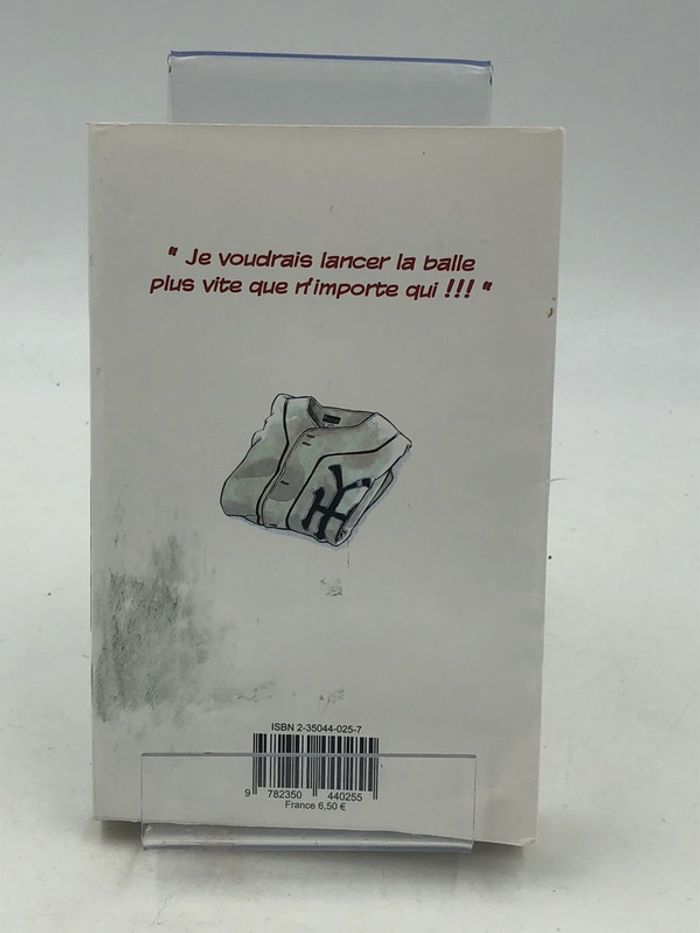 " Je voudrais lancer la balle
plus vite que n'importe qui !!! "
ISBN 2-35044-025-7
9 782350 440255
France 6,50 €